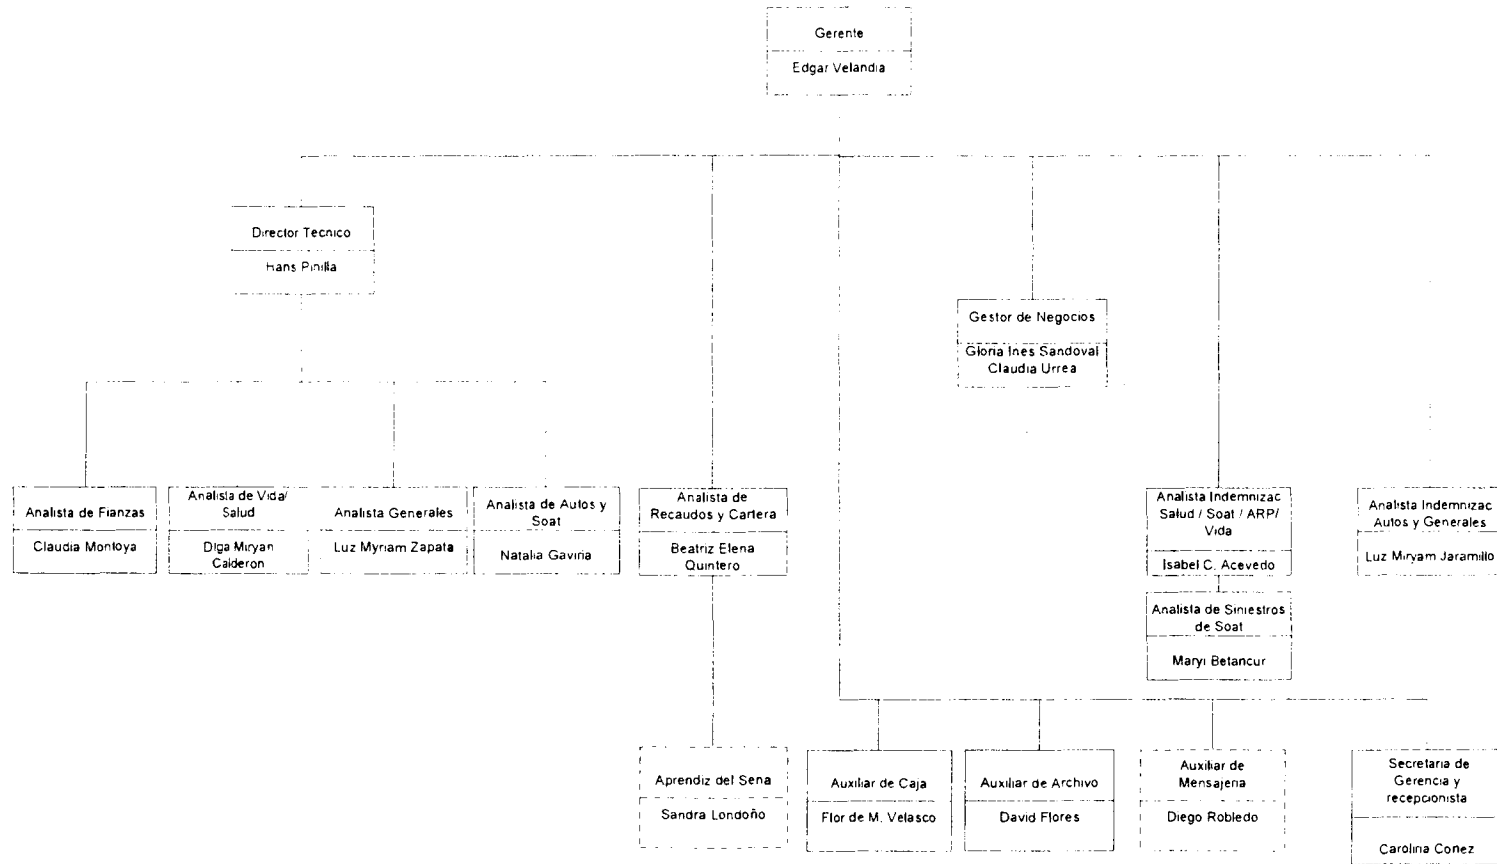 Gerente
Edgar Velandia
Director Tecnico
Hans Pinilla
Gestor de Negocios
Gloria Ines Sandoval
Claudia Urrea
Analista de Fianzas
Claudia Montoya
Analista de Vida/
Salud
Olga Miryan
Calderon
Analista Generales
Luz Myriam Zapata
Analista de Autos y
Soat
Natalia Gaviria
Analista de
Recaudos y Cartera
Beatriz Elena
Quintero
Analista Indemnizac
Salud / Soat / ARP/
Vida
Isabel C. Acevedo
Analista Indemnizac
Autos y Generales
Luz Miryam Jaramillo
Analista de Siniestros
de Soat
Maryi Betancur
Aprendiz del Sena
Sandra Londoño
Auxiliar de Caja
Flor de M. Velasco
Auxiliar de Archivo
David Flores
Auxiliar de
Mensajeria
Diego Robledo
Secretaria de
Gerencia y
recepcionista
Carolina